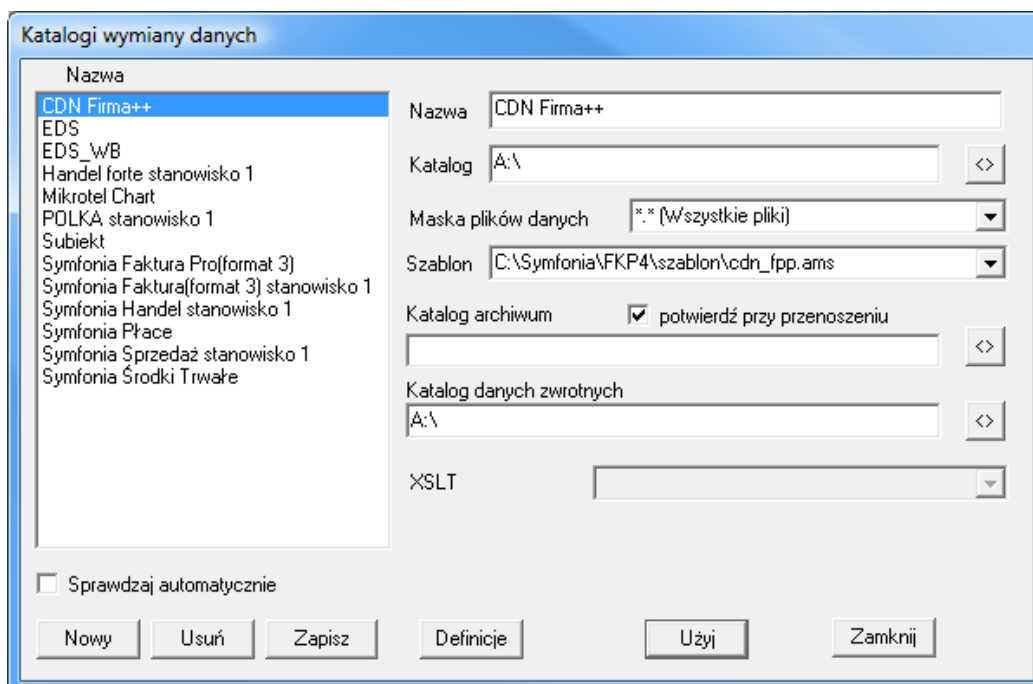 Katalogi wymiany danych
Nazwa
CDN Firma++
EDS
EDS_WB
Handel forte stanowisko 1
Mikrotel Chart
POLKA stanowisko 1
Subiekt
Symfonia Faktura Pro(format 3)
Symfonia Faktura(format 3) stanowisko 1
Symfonia Handel stanowisko 1
Symfonia Płace
Symfonia Sprzedaż stanowisko 1
Symfonia Środki Trwałe
Nazwa CDN Firma++
Katalog A:\ <>
Maska plików danych *.* (Wszystkie pliki)
Szablon C:\Symfonia\FKP4\szablon\cdn_fpp.ams
Katalog archiwum potwierdź przy przenoszeniu
<>
Katalog danych zwrotnych
A:\ <>
XSLT
Sprawdzaj automatycznie
Nowy Usuń Zapisz Definicje Użyj Zamknij